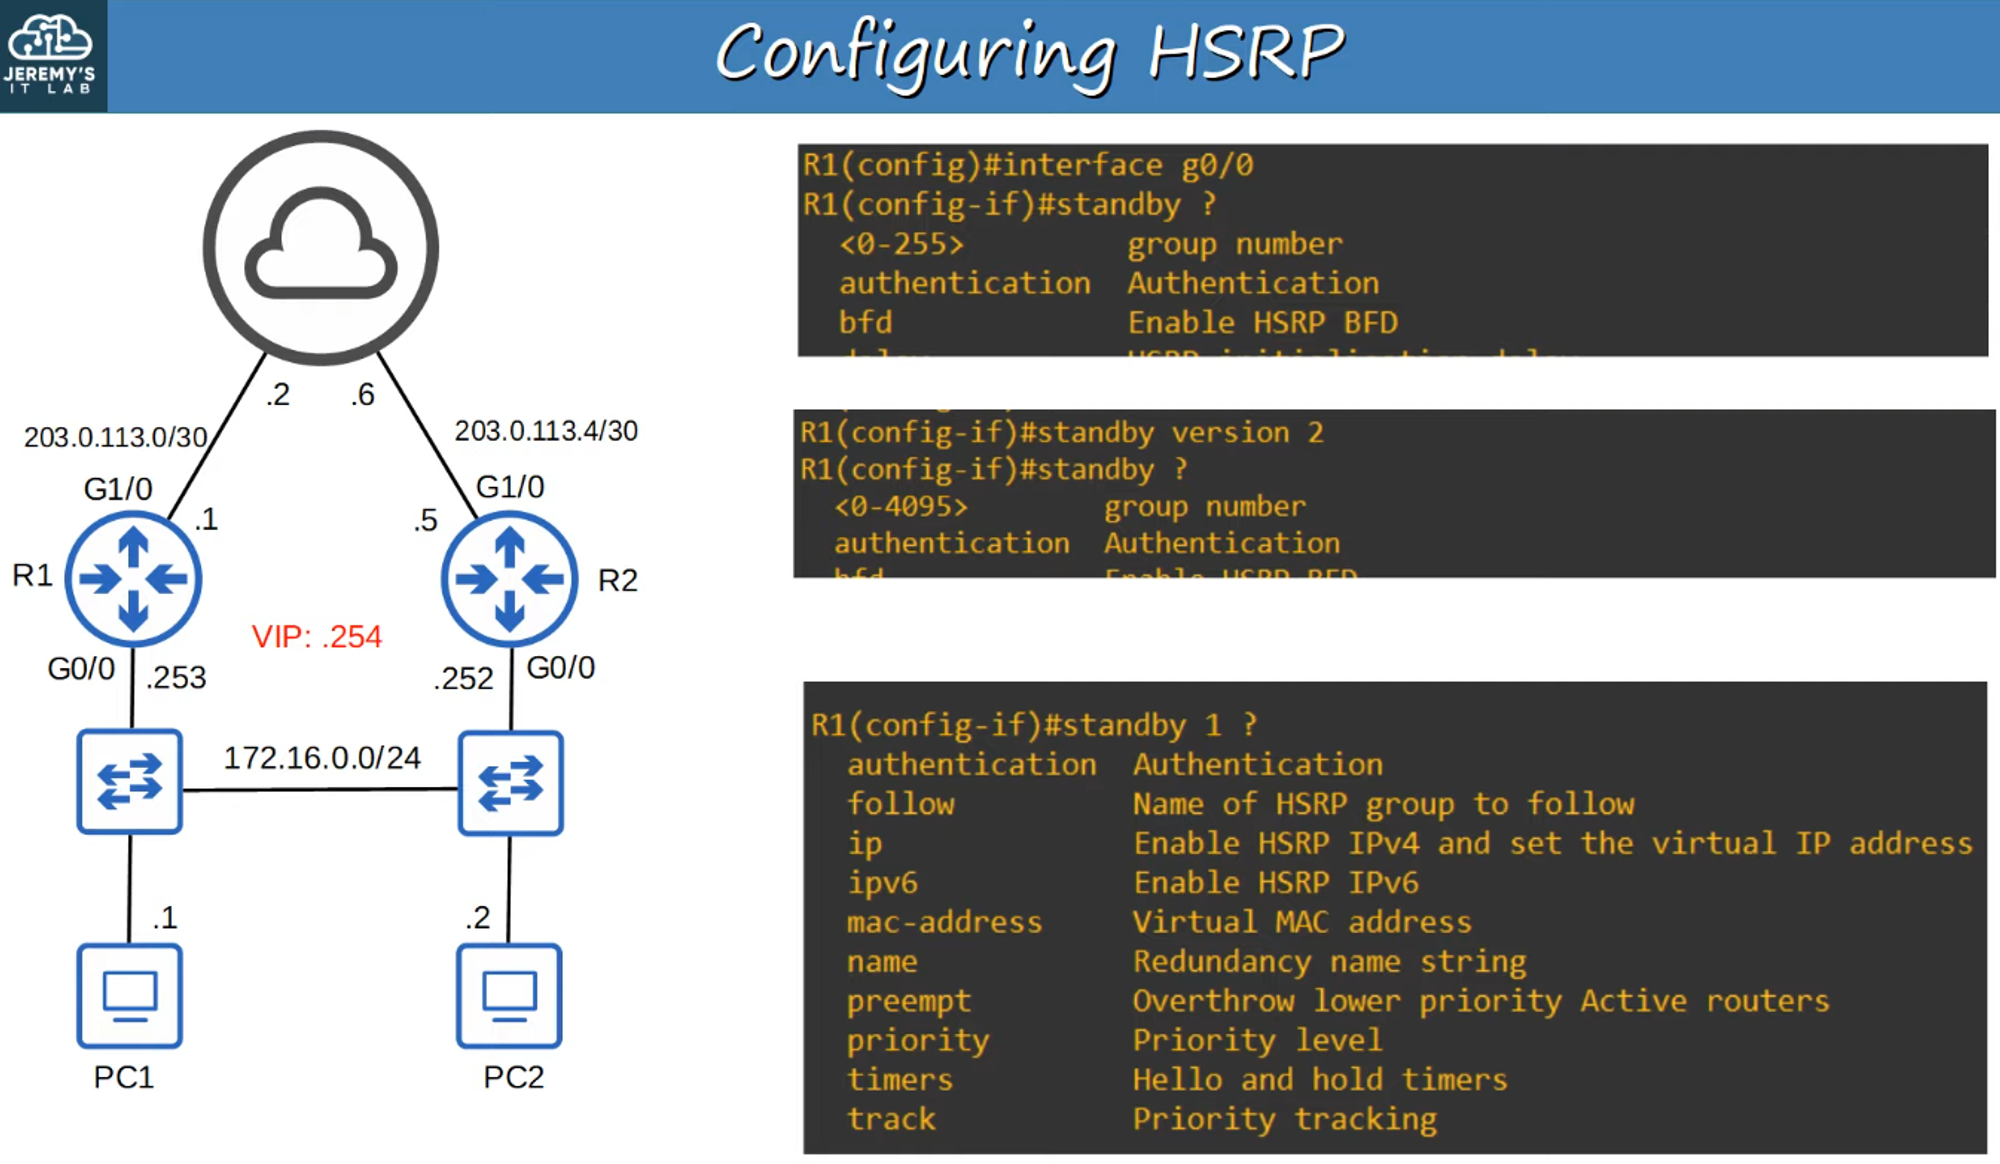 JEREMY'S
IT LAB
Configuring HSRP
.2
.6
203.0.113.0/30
203.0.113.4/30
G1/0
G1/0
.1
.5
R1
R2
VIP: .254
G0/0
.253
.252
G0/0
172.16.0.0/24
.1
.2
PC1
PC2
R1(config)#interface g0/0
R1(config-if)#standby ?
<0-255> group number
authentication Authentication
bfd Enable HSRP BFD
R1(config-if)#standby version 2
R1(config-if)#standby ?
<0-4095> group number
authentication Authentication
bfd Enable HSRP BFD
R1(config-if)#standby 1 ?
authentication Authentication
follow Name of HSRP group to follow
ip Enable HSRP IPv4 and set the virtual IP address
ipv6 Enable HSRP IPv6
mac-address Virtual MAC address
name Redundancy name string
preempt Overthrow lower priority Active routers
priority Priority level
timers Hello and hold timers
track Priority tracking